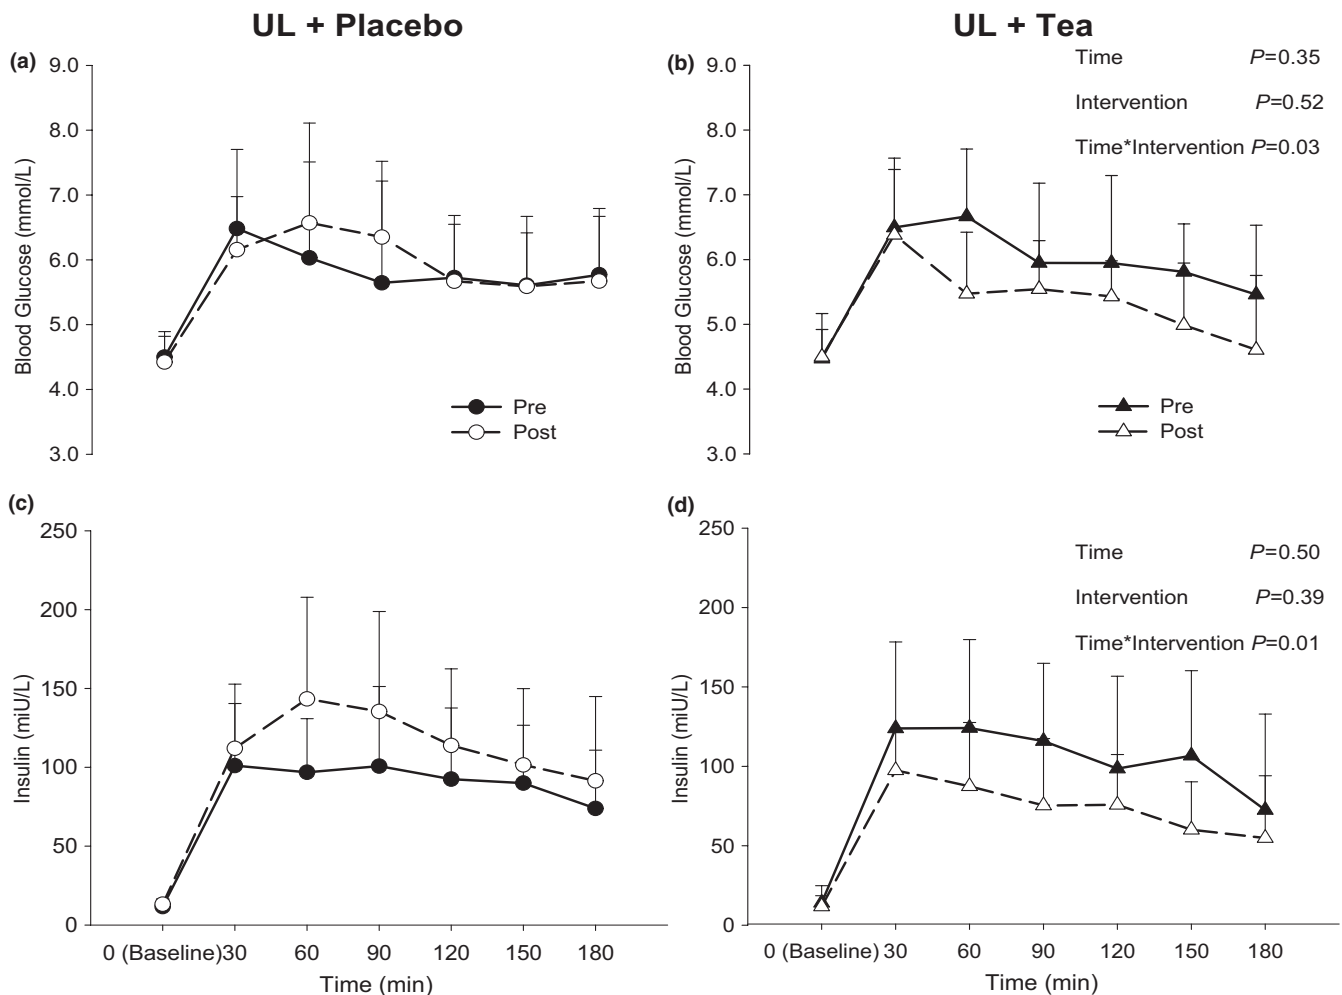 UL + Placebo
UL + Tea
(a)
9.0
8.0
7.0
6.0
5.0
4.0
3.0
Blood Glucose (mmol/L)
Pre
Post
(b)
9.0
8.0
7.0
6.0
5.0
4.0
3.0
Blood Glucose (mmol/L)
Time P=0.35
Intervention P=0.52
Time*Intervention P=0.03
Pre
Post
(c)
250
200
150
100
50
0
Insulin (miU/L)
0 (Baseline) 30 60 90 120 150 180
Time (min)
(d)
250
200
150
100
50
0
Insulin (miU/L)
Time P=0.50
Intervention P=0.39
Time*Intervention P=0.01
0 (Baseline) 30 60 90 120 150 180
Time (min)